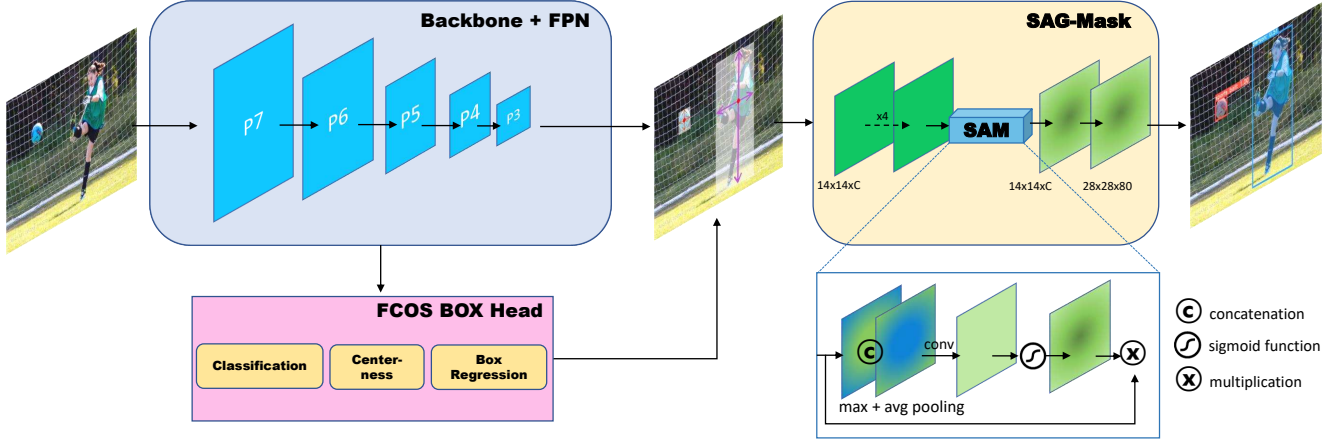 Backbone + FPN
P7
P6
P5
P4
P3
SAG-Mask
x4
SAM
14x14xC
14x14xC
28x28x80
FCOS BOX Head
Classification
Center-
ness
Box
Regression
C
conv
x
max + avg pooling
C concatenation
sigmoid function
x multiplication